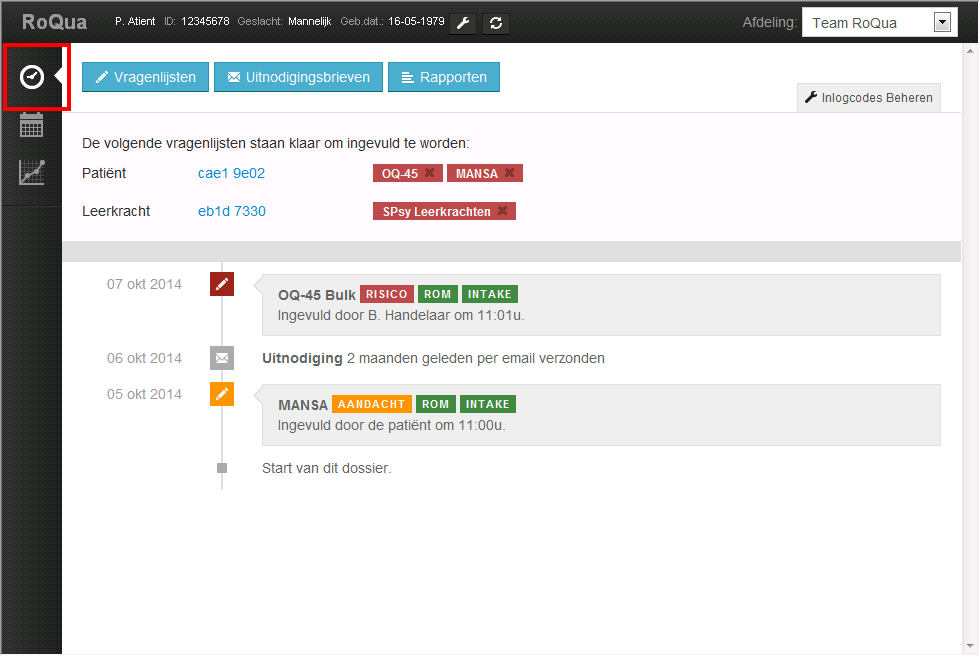 RoQua P. Atient ID: 12345678 Geslacht: Mannelijk Geb.dat.: 16-05-1979 Afdeling: Team RoQua
Vragenlijsten Uitnodigingsbrieven Rapporten
Inlogcodes Beheren
De volgende vragenlijsten staan klaar om ingevuld te worden:
Patiënt cae1 9e02 OQ-45 MANSA
Leerkracht eb1d 7330 SPsy Leerkrachten
07 okt 2014 OQ-45 Bulk RISICO ROM INTAKE
Ingevuld door B. Handelaar om 11:01u.
06 okt 2014 Uitnodiging 2 maanden geleden per email verzonden
05 okt 2014 MANSA AANDACHT ROM INTAKE
Ingevuld door de patiënt om 11:00u.
Start van dit dossier.